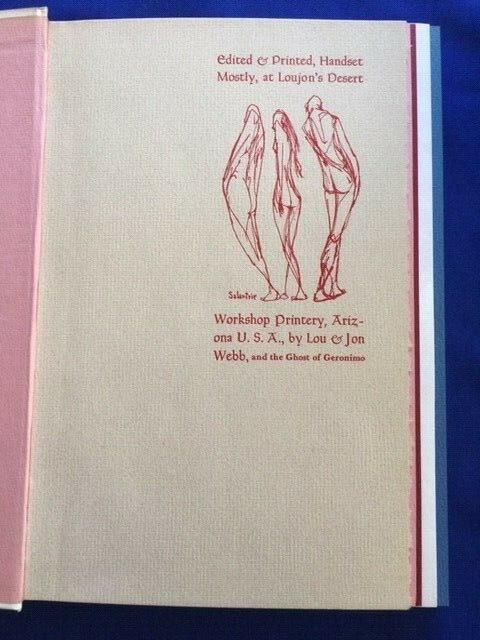 Edited & Printed, Handset
Mostly, at Loujon's Desert
Salantrie
Workshop Printery, Ariz-
ona U. S. A., by Lou & Jon
Webb, and the Ghost of Geronimo